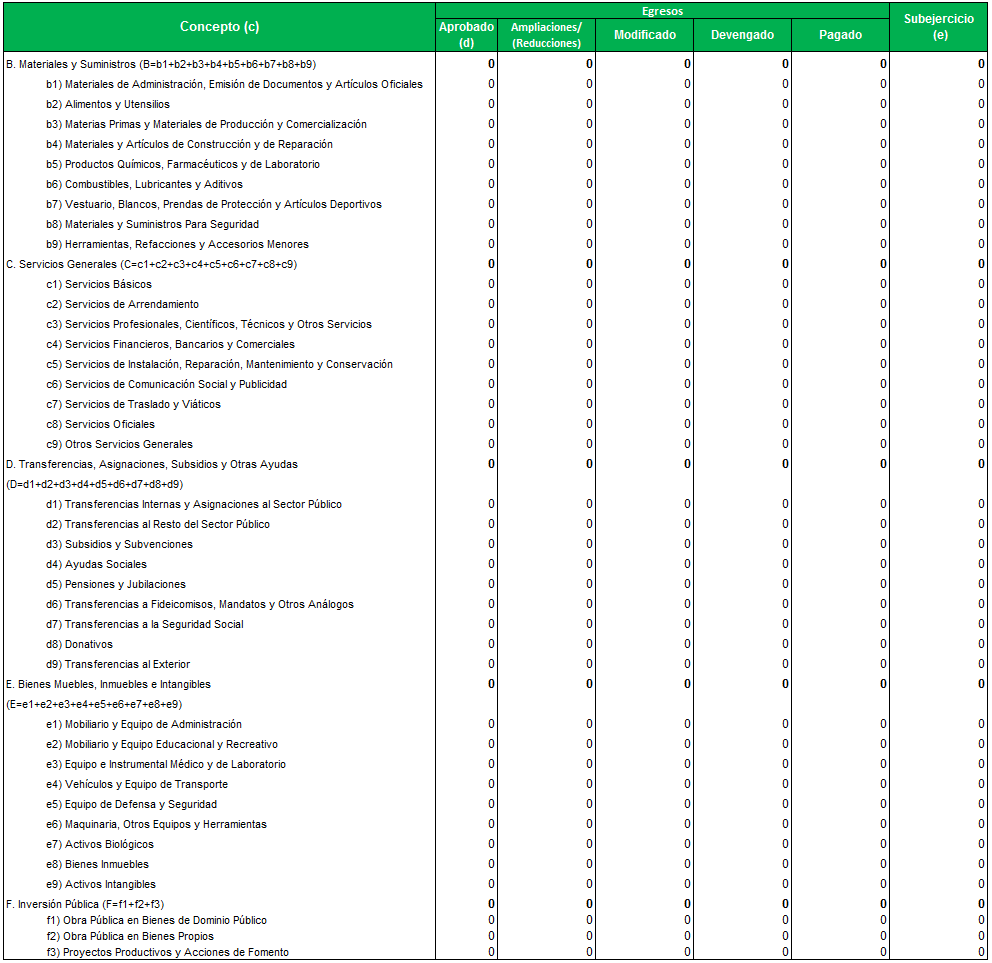 Concepto (c) Egresos Subejercicio (e)
Aprobado (d) Ampliaciones/ (Reducciones) Modificado Devengado Pagado
B. Materiales y Suministros (B=b1+b2+b3+b4+b5+b6+b7+b8+b9) 0 0 0 0 0 0
b1) Materiales de Administración, Emisión de Documentos y Artículos Oficiales 0 0 0 0 0 0
b2) Alimentos y Utensilios 0 0 0 0 0 0
b3) Materias Primas y Materiales de Producción y Comercialización 0 0 0 0 0 0
b4) Materiales y Artículos de Construcción y de Reparación 0 0 0 0 0 0
b5) Productos Químicos, Farmacéuticos y de Laboratorio 0 0 0 0 0 0
b6) Combustibles, Lubricantes y Aditivos 0 0 0 0 0 0
b7) Vestuario, Blancos, Prendas de Protección y Artículos Deportivos 0 0 0 0 0 0
b8) Materiales y Suministros Para Seguridad 0 0 0 0 0 0
b9) Herramientas, Refacciones y Accesorios Menores 0 0 0 0 0 0
C. Servicios Generales (C=c1+c2+c3+c4+c5+c6+c7+c8+c9) 0 0 0 0 0 0
c1) Servicios Básicos 0 0 0 0 0 0
c2) Servicios de Arrendamiento 0 0 0 0 0 0
c3) Servicios Profesionales, Científicos, Técnicos y Otros Servicios 0 0 0 0 0 0
c4) Servicios Financieros, Bancarios y Comerciales 0 0 0 0 0 0
c5) Servicios de Instalación, Reparación, Mantenimiento y Conservación 0 0 0 0 0 0
c6) Servicios de Comunicación Social y Publicidad 0 0 0 0 0 0
c7) Servicios de Traslado y Viáticos 0 0 0 0 0 0
c8) Servicios Oficiales 0 0 0 0 0 0
c9) Otros Servicios Generales 0 0 0 0 0 0
D. Transferencias, Asignaciones, Subsidios y Otras Ayudas 0 0 0 0 0 0
(D=d1+d2+d3+d4+d5+d6+d7+d8+d9)
d1) Transferencias Internas y Asignaciones al Sector Público 0 0 0 0 0 0
d2) Transferencias al Resto del Sector Público 0 0 0 0 0 0
d3) Subsidios y Subvenciones 0 0 0 0 0 0
d4) Ayudas Sociales 0 0 0 0 0 0
d5) Pensiones y Jubilaciones 0 0 0 0 0 0
d6) Transferencias a Fideicomisos, Mandatos y Otros Análogos 0 0 0 0 0 0
d7) Transferencias a la Seguridad Social 0 0 0 0 0 0
d8) Donativos 0 0 0 0 0 0
d9) Transferencias al Exterior 0 0 0 0 0 0
E. Bienes Muebles, Inmuebles e Intangibles 0 0 0 0 0 0
(E=e1+e2+e3+e4+e5+e6+e7+e8+e9)
e1) Mobiliario y Equipo de Administración 0 0 0 0 0 0
e2) Mobiliario y Equipo Educacional y Recreativo 0 0 0 0 0 0
e3) Equipo e Instrumental Médico y de Laboratorio 0 0 0 0 0 0
e4) Vehículos y Equipo de Transporte 0 0 0 0 0 0
e5) Equipo de Defensa y Seguridad 0 0 0 0 0 0
e6) Maquinaria, Otros Equipos y Herramientas 0 0 0 0 0 0
e7) Activos Biológicos 0 0 0 0 0 0
e8) Bienes Inmuebles 0 0 0 0 0 0
e9) Activos Intangibles 0 0 0 0 0 0
F. Inversión Pública (F=f1+f2+f3) 0 0 0 0 0 0
f1) Obra Pública en Bienes de Dominio Público 0 0 0 0 0 0
f2) Obra Pública en Bienes Propios 0 0 0 0 0 0
f3) Proyectos Productivos y Acciones de Fomento 0 0 0 0 0 0